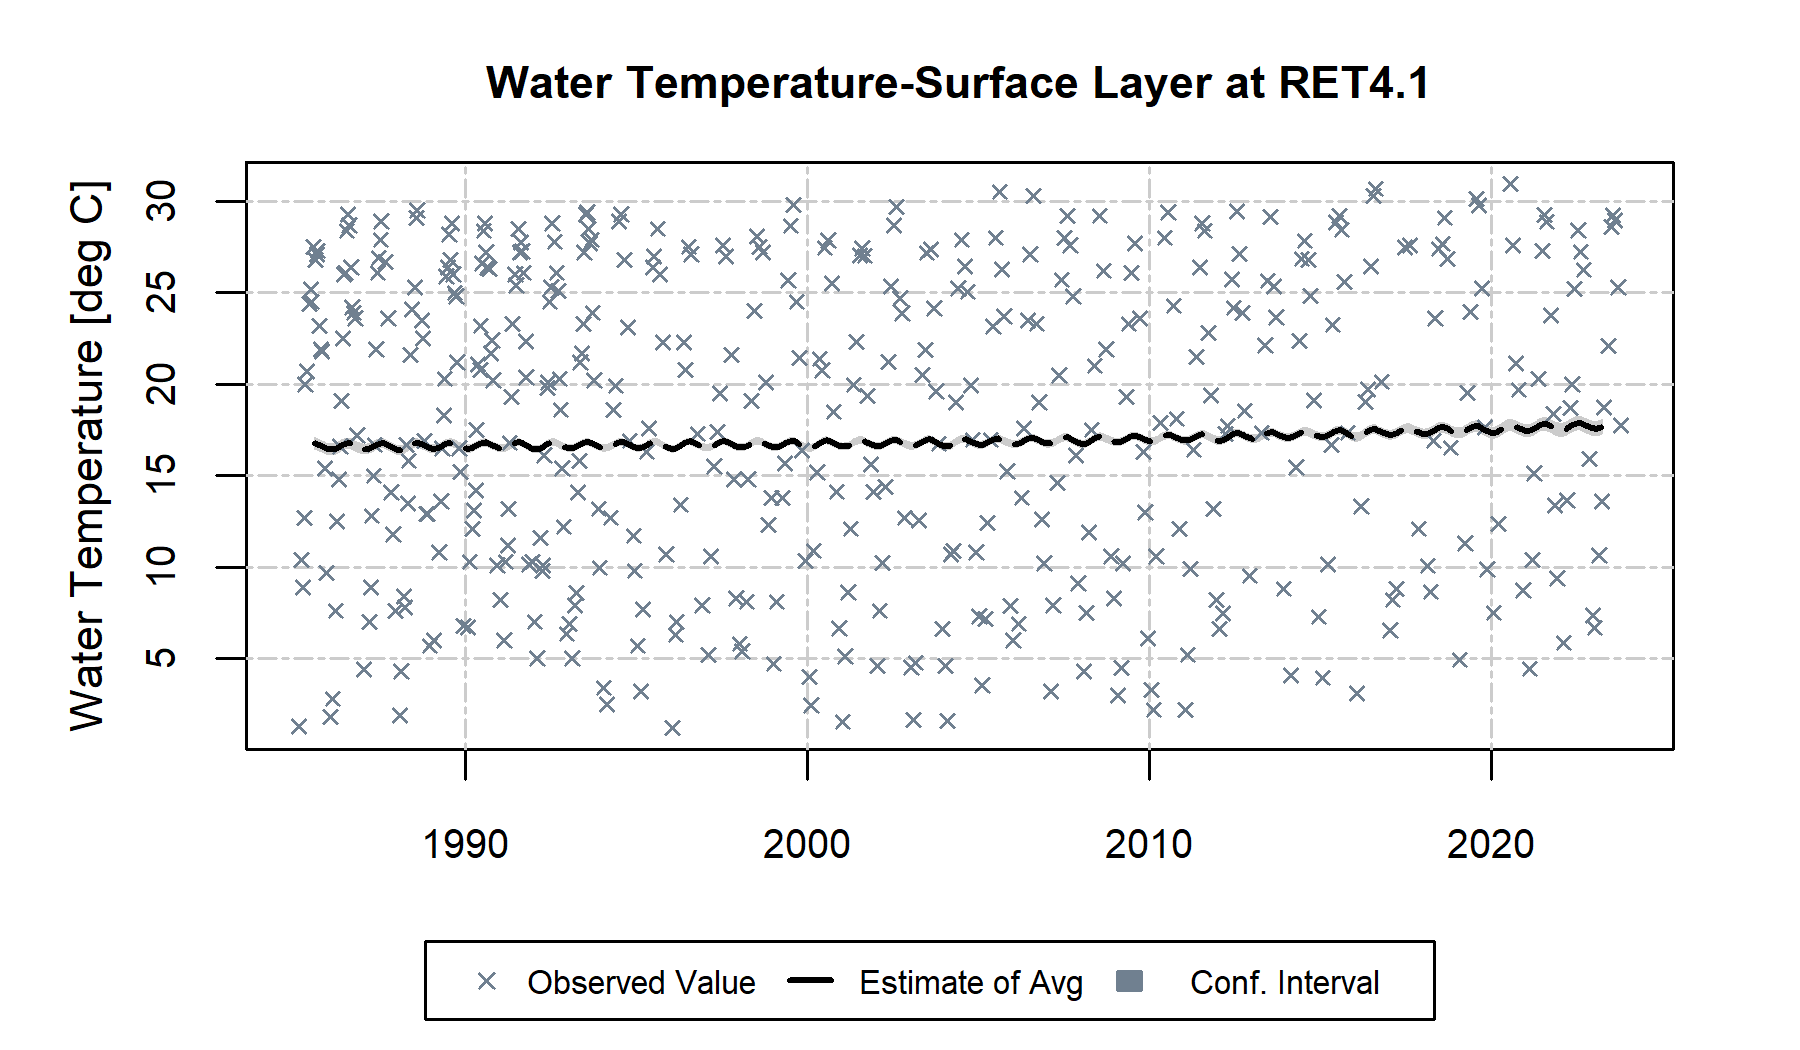 Water Temperature-Surface Layer at RET4.1
Water Temperature [deg C]
30
25
20
15
10
5
1990 2000 2010 2020
Observed Value Estimate of Avg Conf. Interval